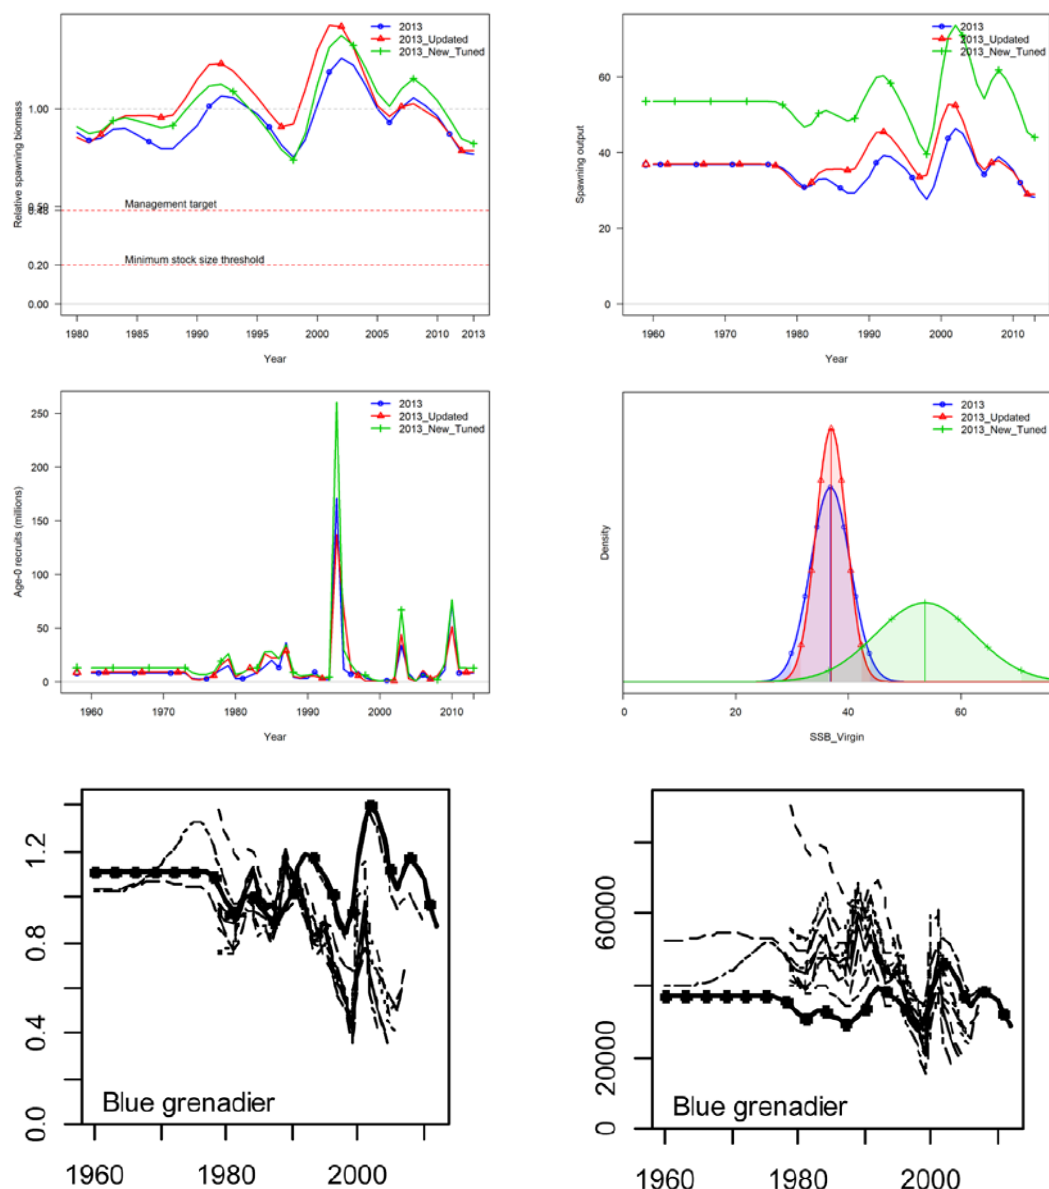 2013
2013_Updated
2013_New_Tuned
Relative spawning biomass
1.00
0.50
0.20
0.00
Management target
Minimum stock size threshold
1980 1985 1990 1995 2000 2005 2010 2013
Year
2013
2013_Updated
2013_New_Tuned
Spawning output
60
40
20
0
1960 1970 1980 1990 2000 2010
Year
2013
2013_Updated
2013_New_Tuned
Age-0 recruits (millions)
250
200
150
100
50
0
1960 1970 1980 1990 2000 2010
Year
2013
2013_Updated
2013_New_Tuned
Density
0 20 40 60
SSB_Virgin
1.2
0.8
0.4
0.0
Blue grenadier
1960 1980 2000
60000
20000
0
Blue grenadier
1960 1980 2000